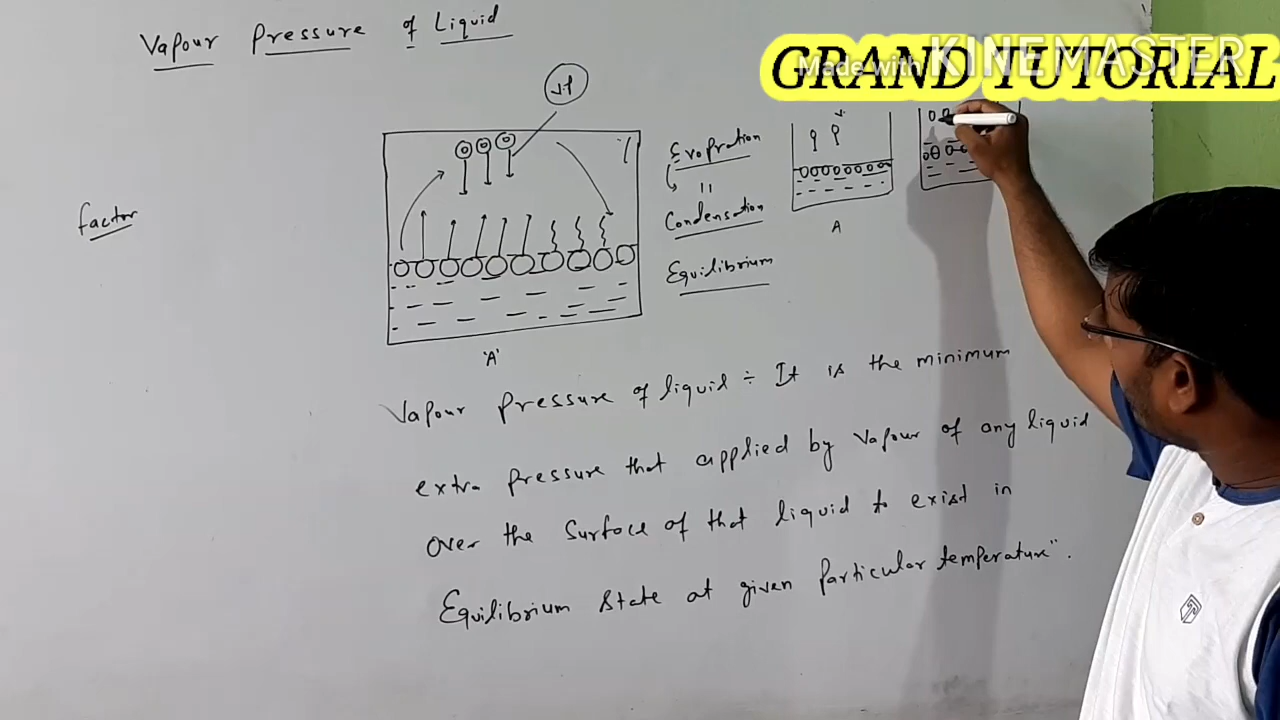 Vapour Pressure of Liquid
GRAND TUTORIAL
Made with KINEMASTER
V.P
factor
Evopration
=
Condensation
Equilibrium
'A'
A
Vapour Pressure of liquid ÷ It is the minimum
extra Pressure that applied by Vapour of any liquid
over the Surface of that liquid to exist in
Equilibrium State at given Particular temperature".